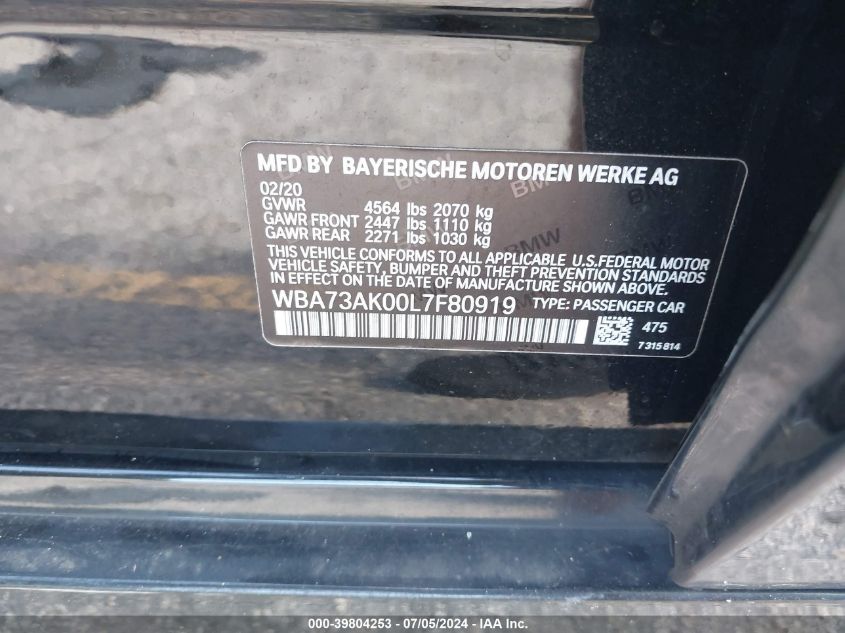 MFD BY BAYERISCHE MOTOREN WERKE AG
02/20
GVWR 4564 lbs 2070 kg
GAWR FRONT 2447 lbs 1110 kg
GAWR REAR 2271 lbs 1030 kg
THIS VEHICLE CONFORMS TO ALL APPLICABLE U.S.FEDERAL MOTOR
VEHICLE SAFETY, BUMPER AND THEFT PREVENTION STANDARDS
IN EFFECT ON THE DATE OF MANUFACTURE SHOWN ABOVE.
WBA73AK00L7F80919 TYPE: PASSENGER CAR
475
7315814
000-39804253 - 07/05/2024 - IAA Inc.